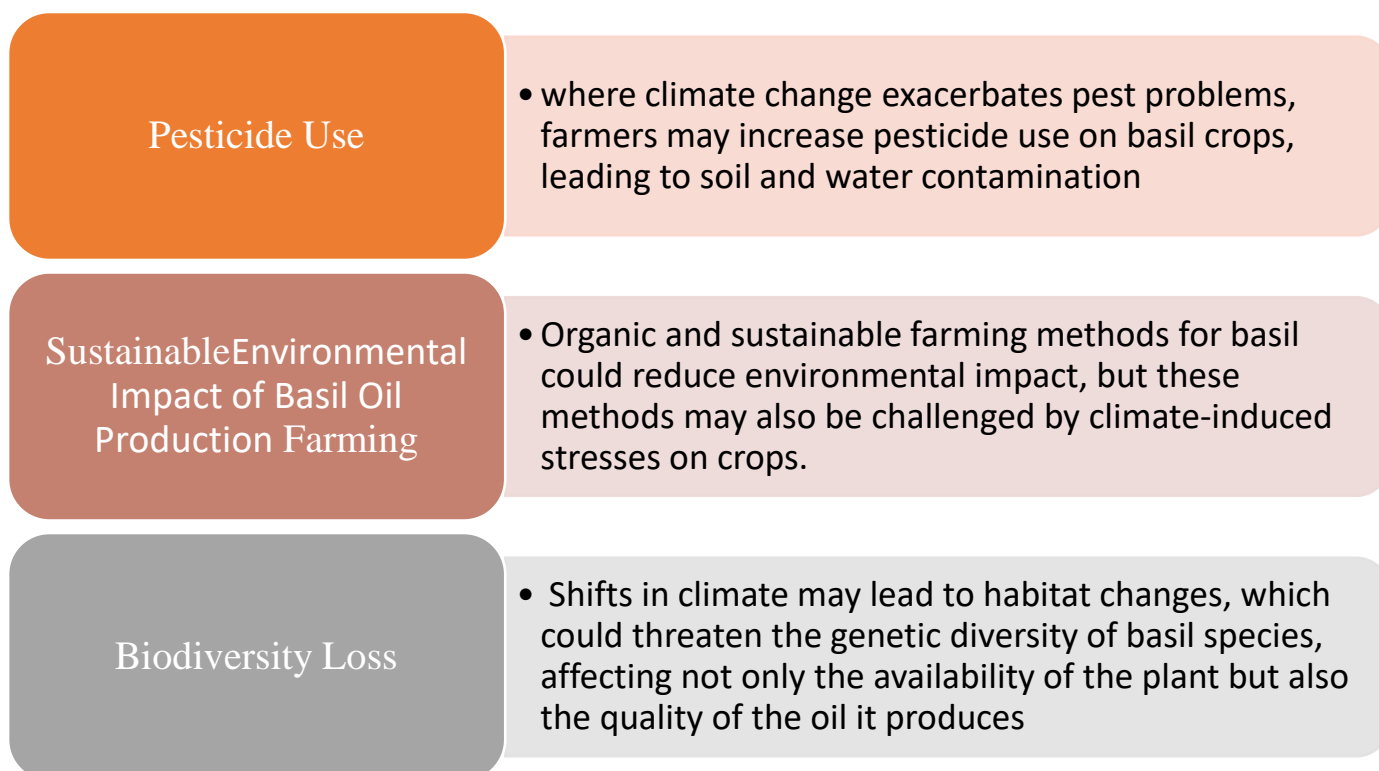 Pesticide Use
• where climate change exacerbates pest problems,
farmers may increase pesticide use on basil crops,
leading to soil and water contamination
SustainableEnvironmental
Impact of Basil Oil
Production Farming
• Organic and sustainable farming methods for basil
could reduce environmental impact, but these
methods may also be challenged by climate-induced
stresses on crops.
Biodiversity Loss
• Shifts in climate may lead to habitat changes, which
could threaten the genetic diversity of basil species,
affecting not only the availability of the plant but also
the quality of the oil it produces